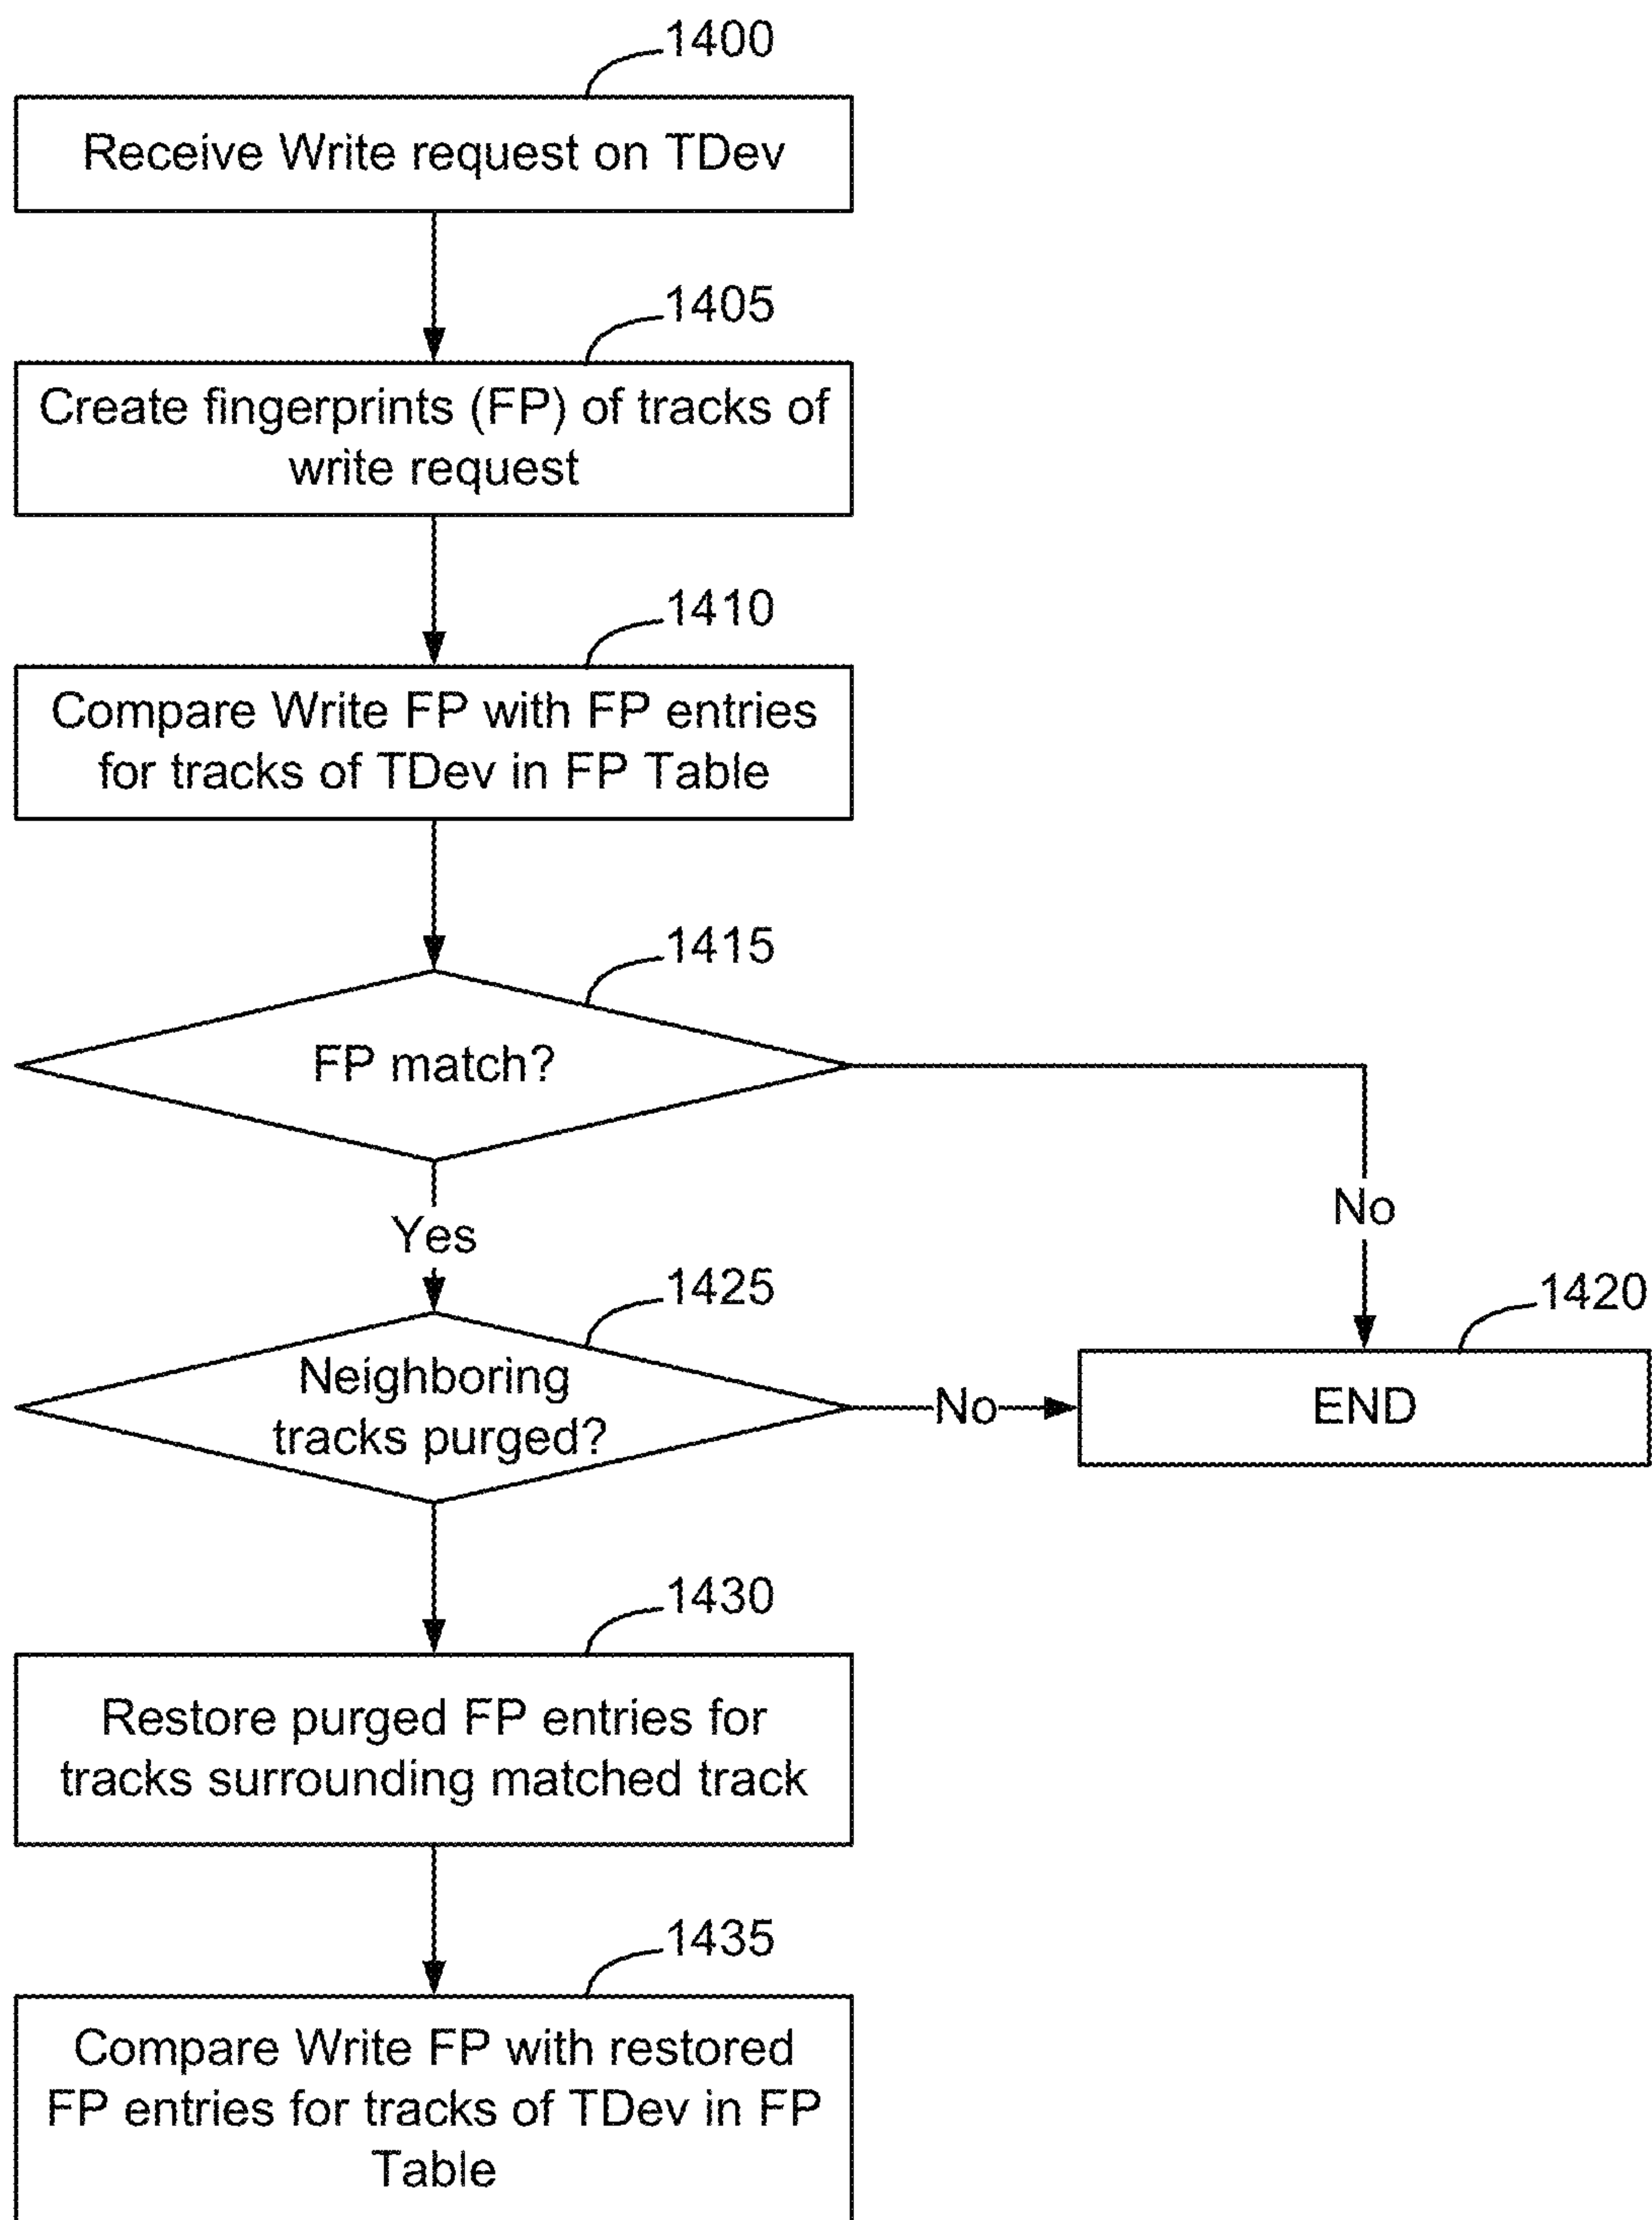 1400
Receive Write request on TDev
1405
Create fingerprints (FP) of tracks of
write request
1410
Compare Write FP with FP entries
for tracks of TDev in FP Table
1415
FP match?
No
Yes
1425
1420
Neighboring
tracks purged?
No
END
1430
Restore purged FP entries for
tracks surrounding matched track
1435
Compare Write FP with restored
FP entries for tracks of TDev in FP
Table